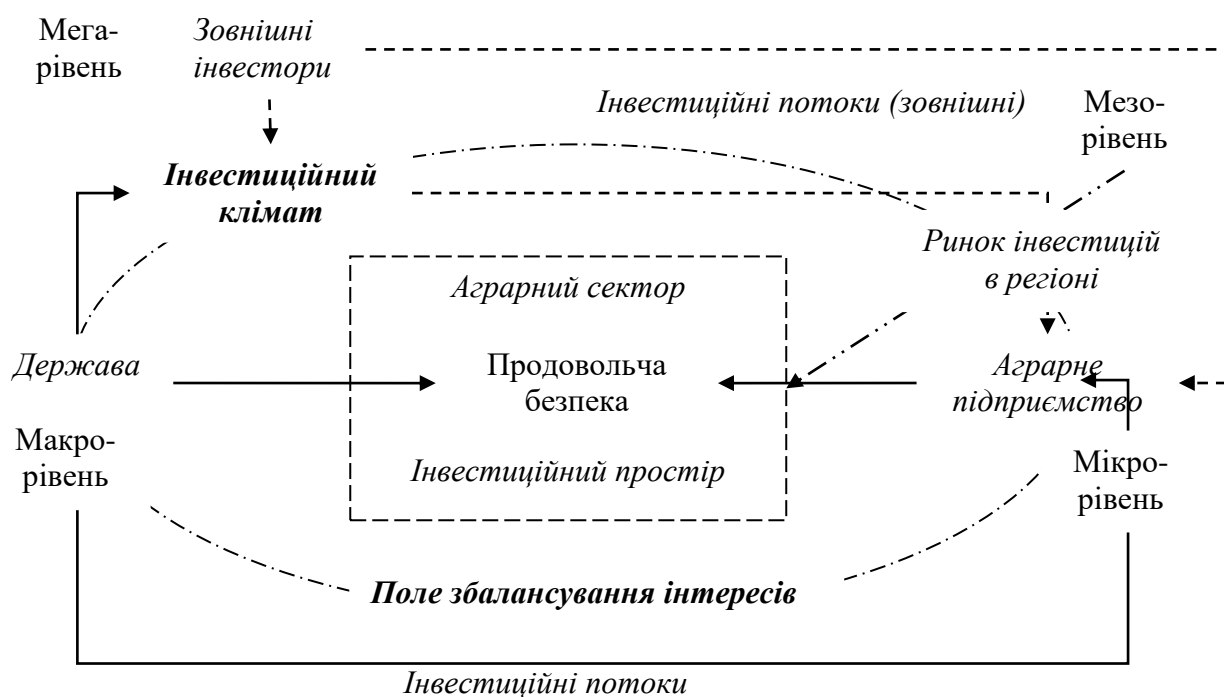 Мега-
рівень
Зовнішні
інвестори
Інвестиційні потоки (зовнішні)
Мезо-
рівень
Інвестиційний
клімат
Ринок інвестицій
в регіоні
Аграрний сектор
Держава
Продовольча
безпека
Аграрне
підприємство
Макро-
рівень
Інвестиційний простір
Мікро-
рівень
Поле збалансування інтересів
Інвестиційні потоки